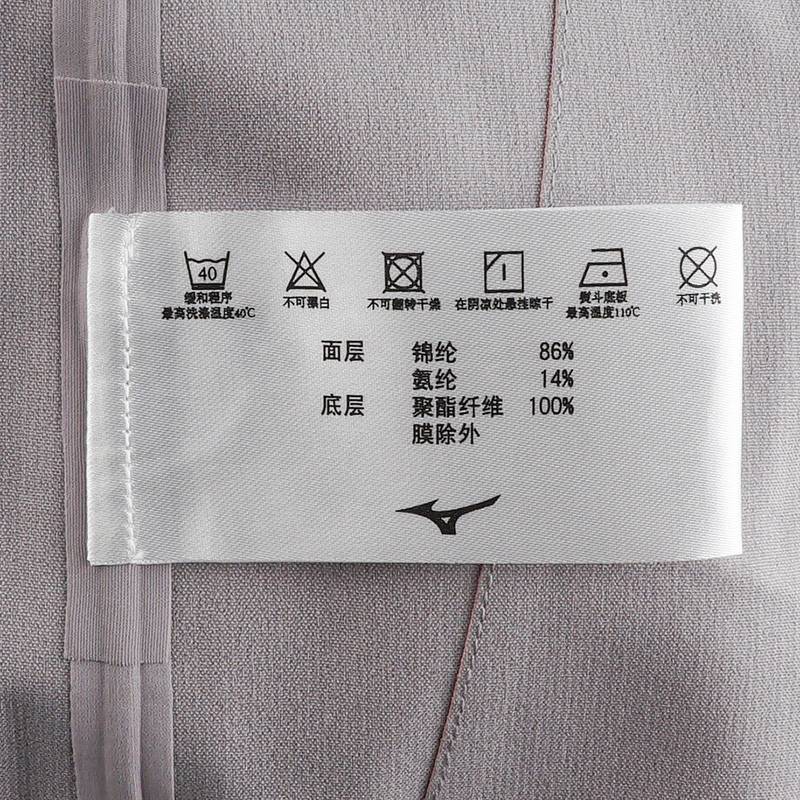 40
缓和程序
最高洗涤温度40℃
不可漂白
不可翻转干燥
在阴凉处悬挂晾干
熨斗底板
最高温度110℃
不可干洗
面层 锦纶 86%
氨纶 14%
底层 聚酯纤维 100%
膜除外